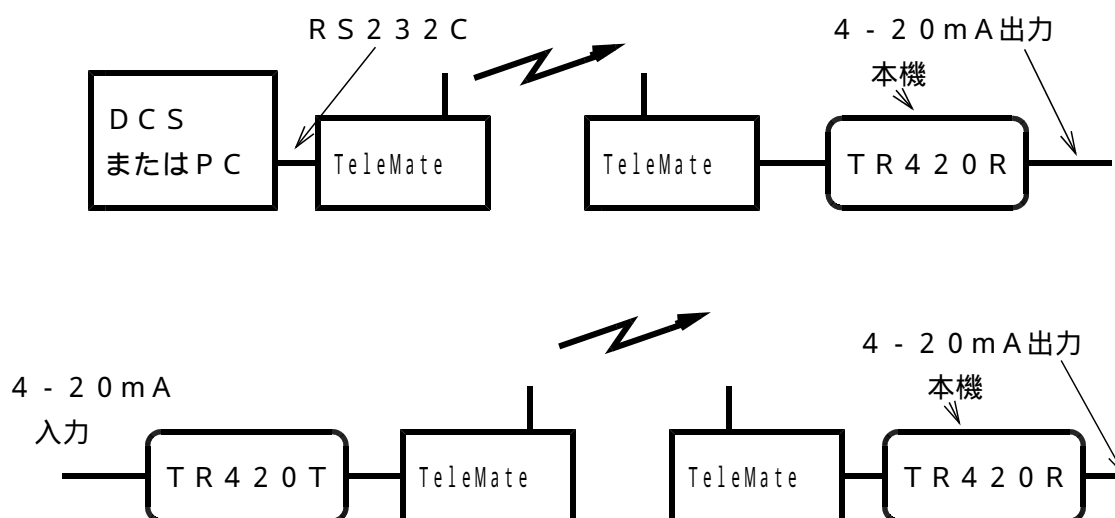 ＲＳ２３２Ｃ
４‐２０ｍＡ出力
本機
ＤＣＳ
またはＰＣ
TeleMate
TeleMate
ＴＲ４２０Ｒ
４‐２０ｍＡ出力
本機
４‐２０ｍＡ
入力
ＴＲ４２０Ｔ
TeleMate
TeleMate
ＴＲ４２０Ｒ